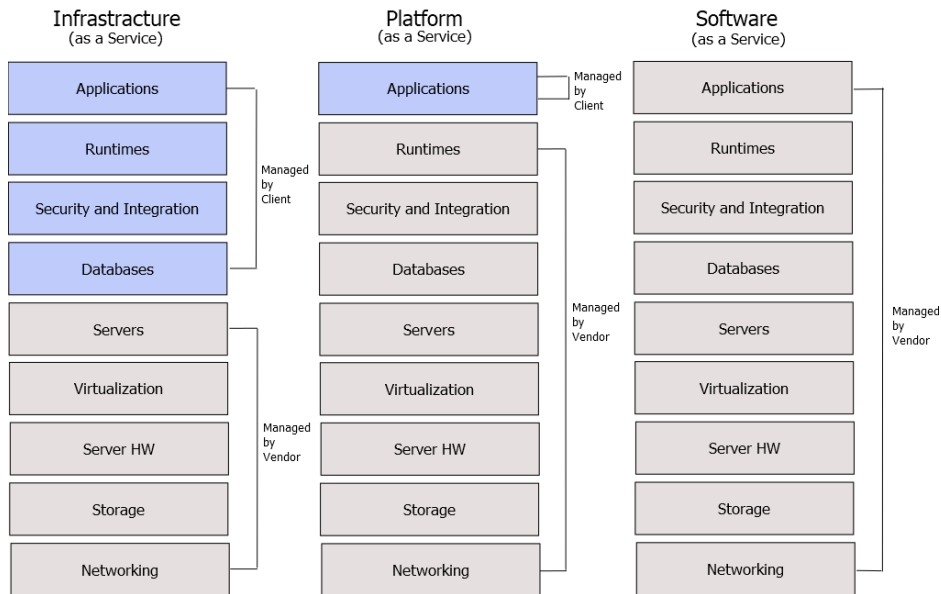 Infrastracture
(as a Service)
Applications
Runtimes
Security and Integration
Databases
Servers
Virtualization
Server HW
Storage
Networking
Managed
by
Client
Managed
by
Vendor
Platform
(as a Service)
Applications
Runtimes
Security and Integration
Databases
Servers
Virtualization
Server HW
Storage
Networking
Managed
by
Client
Managed
by
Vendor
Software
(as a Service)
Applications
Runtimes
Security and Integration
Databases
Servers
Virtualization
Server HW
Storage
Networking
Managed
by
Vendor